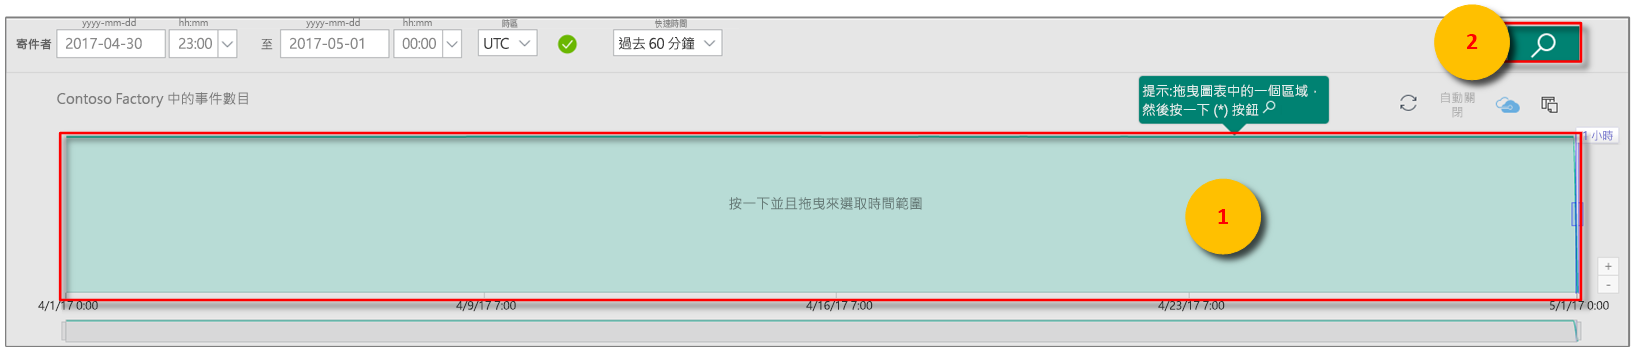 yyyy-mm-dd hh:mm yyyy-mm-dd hh:mm 時區 快速時間
寄件者 2017-04-30 23:00 至 2017-05-01 00:00 UTC 過去 60 分鐘
2
Contoso Factory 中的事件數目
提示:拖曳圖表中的一個區域，
然後按一下 (*) 按鈕
自動關
閉
1 小時
按一下並且拖曳來選取時間範圍
1
+
-
4/1/17 0:00 4/9/17 7:00 4/16/17 7:00 4/23/17 7:00 5/1/17 0:00